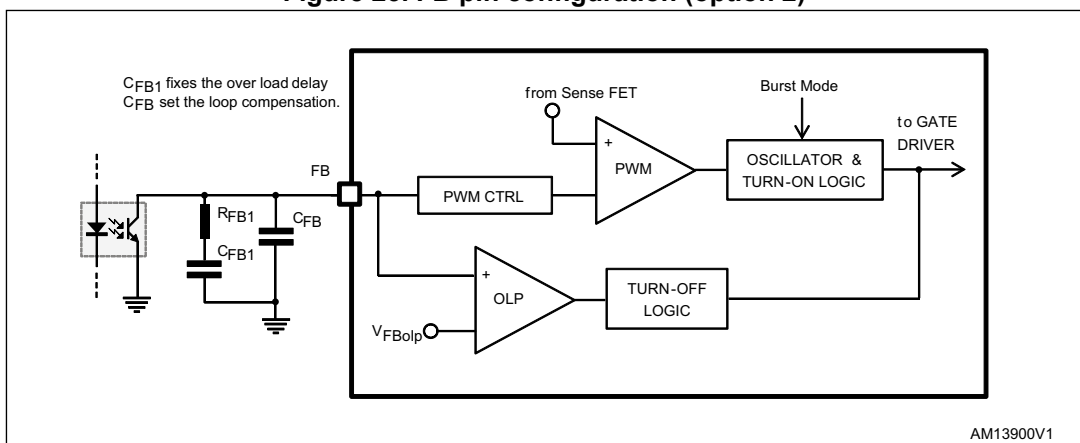 FB pin configuration (option 2)
CFB1 fixes the over load delay
CFB set the loop compensation.
from Sense FET
Burst Mode
to GATE
DRIVER
+
PWM
OSCILLATOR &
TURN-ON LOGIC
FB
PWM CTRL
RFB1
CFB
CFB1
+
OLP
TURN-OFF
LOGIC
VFBolp
AM13900V1